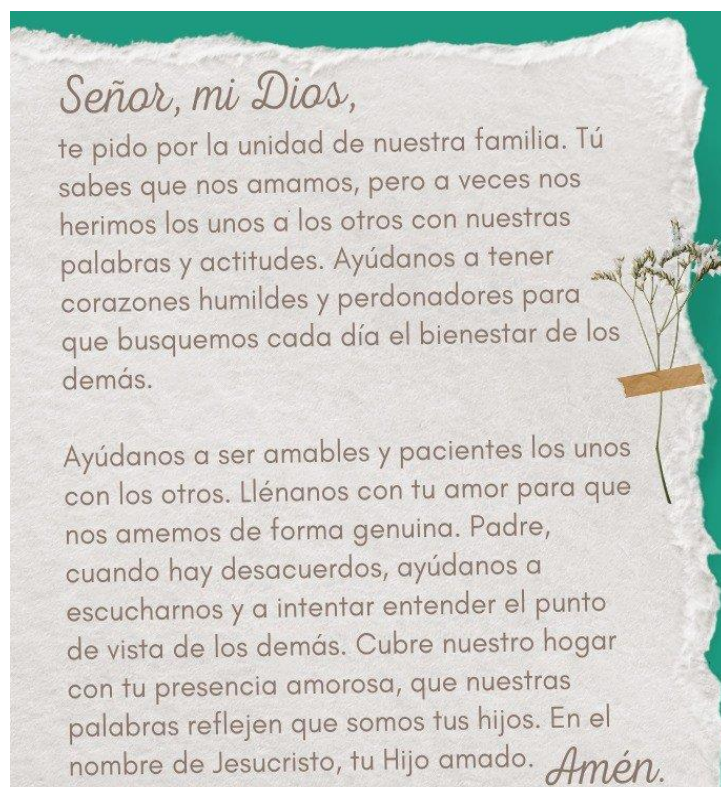 Señor, mi Dios,
te pido por la unidad de nuestra familia. Tú
sabes que nos amamos, pero a veces nos
herimos los unos a los otros con nuestras
palabras y actitudes. Ayúdanos a tener
corazones humildes y perdonadores para
que busquemos cada día el bienestar de los
demás.
Ayúdanos a ser amables y pacientes los unos
con los otros. Llénanos con tu amor para que
nos amemos de forma genuina. Padre,
cuando hay desacuerdos, ayúdanos a
escucharnos y a intentar entender el punto
de vista de los demás. Cubre nuestro hogar
con tu presencia amorosa, que nuestras
palabras reflejen que somos tus hijos. En el
nombre de Jesucristo, tu Hijo amado. Amén.